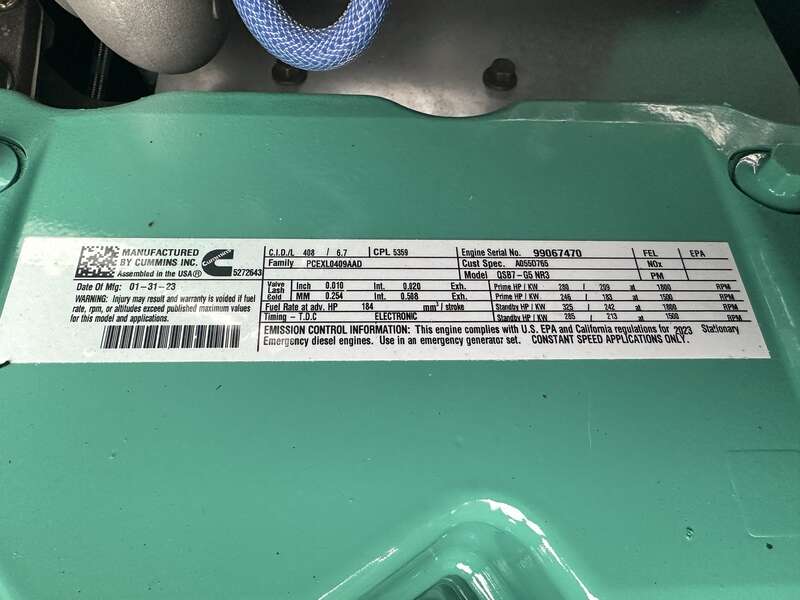 MANUFACTURED
BY CUMMINS INC.
Assembled in the USA®
Cummins
5272643
Date Of Mfg: 01-31-23
WARNING: Injury may result and warranty is voided if fuel
rate, rpm, or altitudes exceed published maximum values
for this model and applications.
C.I.D./L 408 / 6.7 CPL 5359 Engine Serial No. 99067470 FEL EPA
Family PCEXL0409AAD Cust Spec. A055D765 NOx
Model QSB7-G5 NR3 PM
Valve Lash Cold Inch 0.010 Int. 0.020 Exh. Prime HP / KW 280 / 209 at 1800 RPM
MM 0.254 Int. 0.508 Exh. Prime HP / KW 246 / 183 at 1500 RPM
Fuel Rate at adv. HP 184 mm³ / stroke Standby HP / KW 325 / 242 at 1800 RPM
Timing - T.D.C ELECTRONIC Standby HP / KW 285 / 213 at 1500 RPM
EMISSION CONTROL INFORMATION: This engine complies with U.S. EPA and California regulations for 2023 Stationary
Emergency diesel engines. Use in an emergency generator set. CONSTANT SPEED APPLICATIONS ONLY.